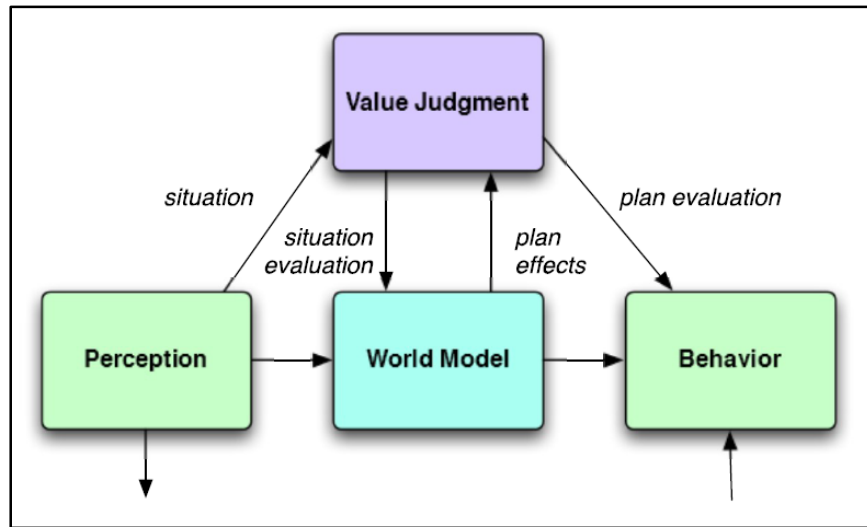 Value Judgment
situation
plan evaluation
situation
evaluation
plan
effects
Perception
World Model
Behavior